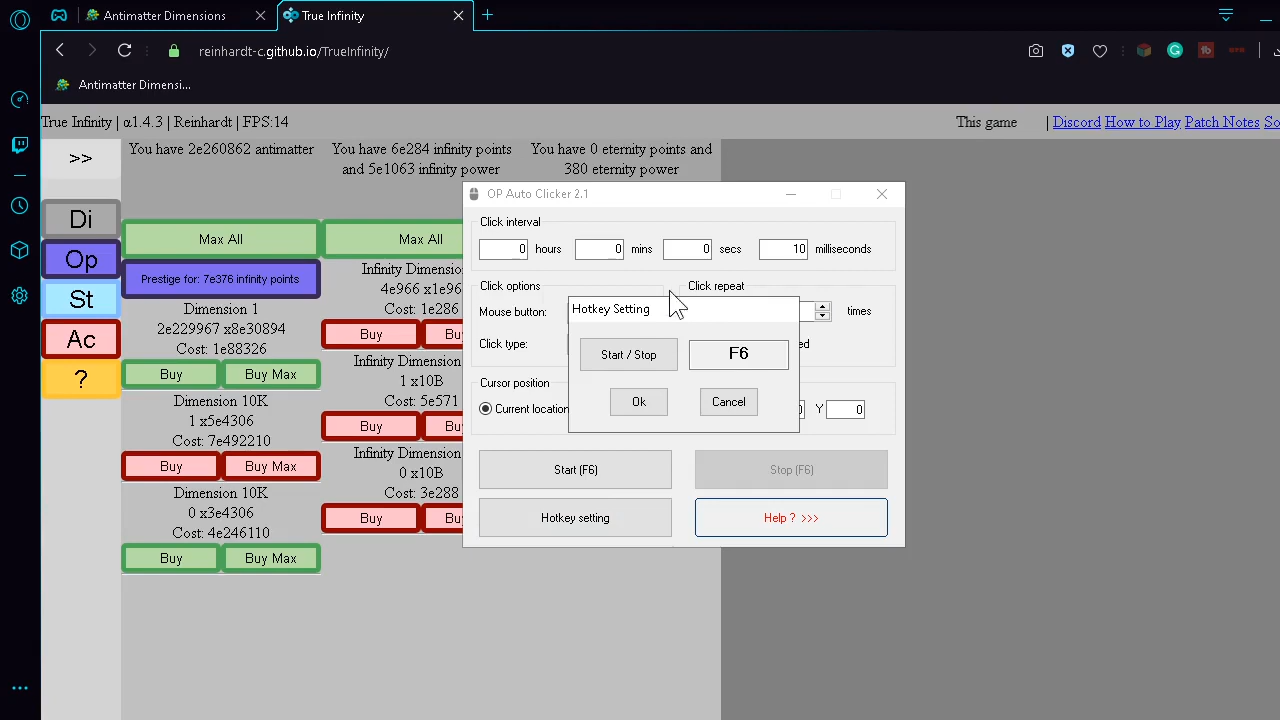 Antimatter Dimensions
True Infinity
reinhardt-c.github.io/TrueInfinity/
Antimatter Dimensi...
True Infinity | α1.4.3 | Reinhardt | FPS:14
This game | Discord How to Play Patch Notes So
>>
Di
Op
St
Ac
?
You have 2e260862 antimatter
You have 6e284 infinity points
and 5e1063 infinity power
You have 0 eternity points and
380 eternity power
Max All
Prestige for: 7e376 infinity points
Dimension 1
2e229967 x8e30894
Cost: 1e88326
Buy
Buy Max
Dimension 10K
1 x5e4306
Cost: 7e492210
Buy
Buy Max
Dimension 10K
0 x3e4306
Cost: 4e246110
Buy
Buy Max
Max All
Infinity Dimensio
4e966 x1e96
Cost: 1e286
Buy
Bu
Infinity Dimension
1 x10B
Cost: 5e571
Buy
Bu
Infinity Dimension
0 x10B
Cost: 3e288
Buy
Bu
OP Auto Clicker 2.1
Click interval
0 hours 0 mins 0 secs 10 milliseconds
Click options
Mouse button:
Click type:
Click repeat
times
ed
Hotkey Setting
Start / Stop
F6
Ok
Cancel
Cursor position
Current location
Y 0
Start (F6)
Stop (F6)
Hotkey setting
Help ? >>>